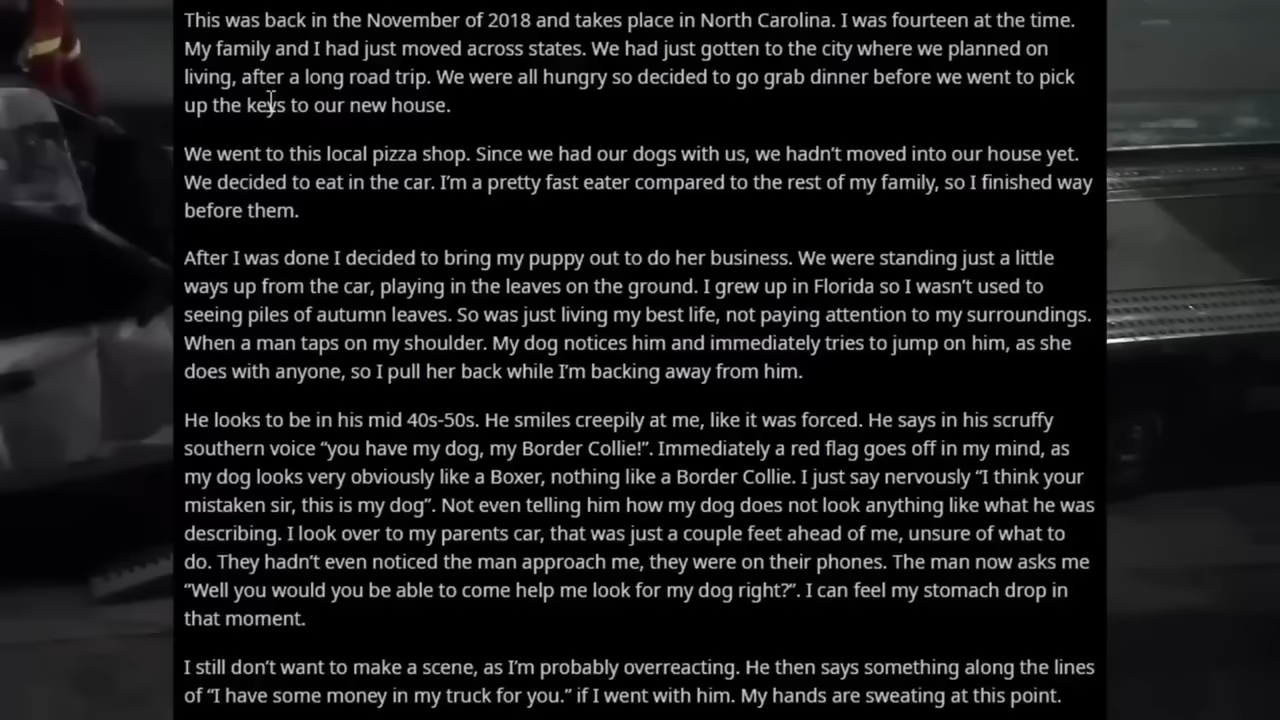 This was back in the November of 2018 and takes place in North Carolina. I was fourteen at the time.
My family and I had just moved across states. We had just gotten to the city where we planned on
living, after a long road trip. We were all hungry so decided to go grab dinner before we went to pick
up the keys to our new house.
We went to this local pizza shop. Since we had our dogs with us, we hadn't moved into our house yet.
We decided to eat in the car. I'm a pretty fast eater compared to the rest of my family, so I finished way
before them.
After I was done I decided to bring my puppy out to do her business. We were standing just a little
ways up from the car, playing in the leaves on the ground. I grew up in Florida so I wasn't used to
seeing piles of autumn leaves. So was just living my best life, not paying attention to my surroundings.
When a man taps on my shoulder. My dog notices him and immediately tries to jump on him, as she
does with anyone, so I pull her back while I'm backing away from him.
He looks to be in his mid 40s-50s. He smiles creepily at me, like it was forced. He says in his scruffy
southern voice “you have my dog, my Border Collie!”. Immediately a red flag goes off in my mind, as
my dog looks very obviously like a Boxer, nothing like a Border Collie. I just say nervously “I think your
mistaken sir, this is my dog”. Not even telling him how my dog does not look anything like what he was
describing. I look over to my parents car, that was just a couple feet ahead of me, unsure of what to
do. They hadn't even noticed the man approach me, they were on their phones. The man now asks me
“Well you would you be able to come help me look for my dog right?”. I can feel my stomach drop in
that moment.
I still don't want to make a scene, as I'm probably overreacting. He then says something along the lines
of “I have some money in my truck for you.” if I went with him. My hands are sweating at this point.